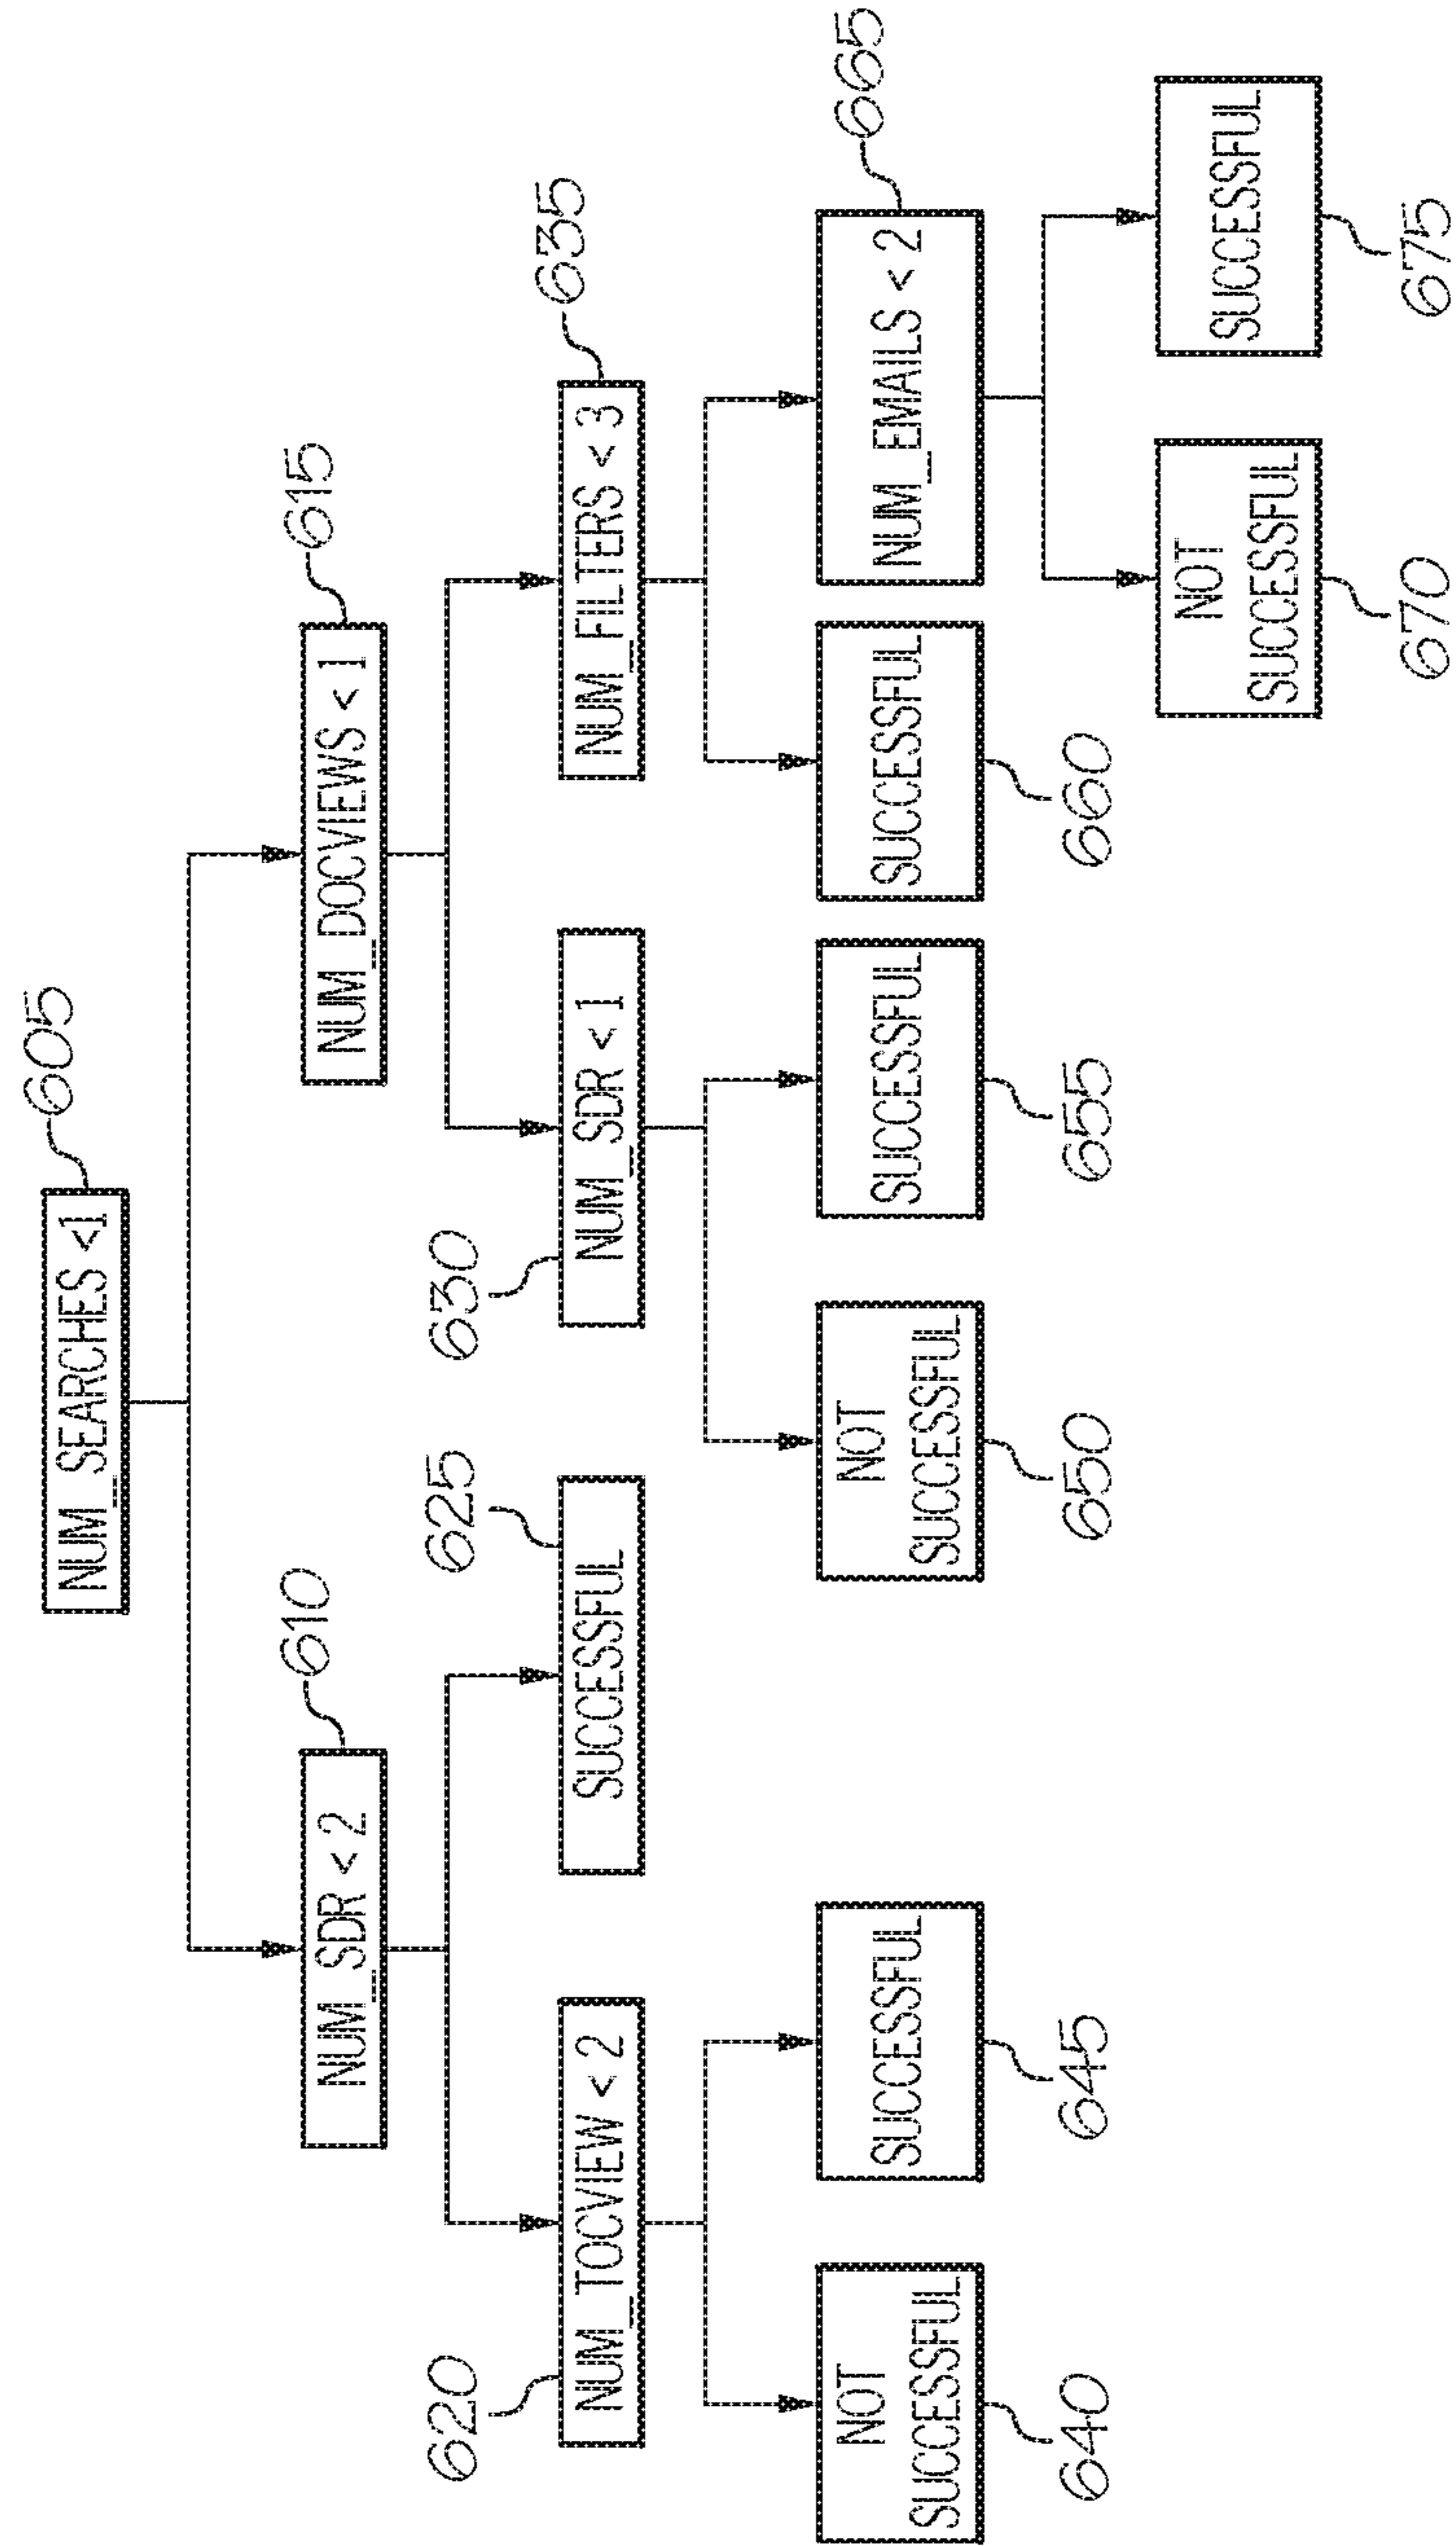 NUM_SEARCHES <1
605
NUM_SDR < 2
610
NUM_DOCVIEWS < 1
615
620
NUM_TOCVIEW < 2
SUCCESSFUL
625
630
NUM_SDR < 1
NUM_FILTERS < 3
635
NOT
SUCCESSFUL
640
SUCCESSFUL
645
NOT
SUCCESSFUL
650
SUCCESSFUL
655
SUCCESSFUL
660
NUM_EMAILS < 2
665
NOT
SUCCESSFUL
670
SUCCESSFUL
675